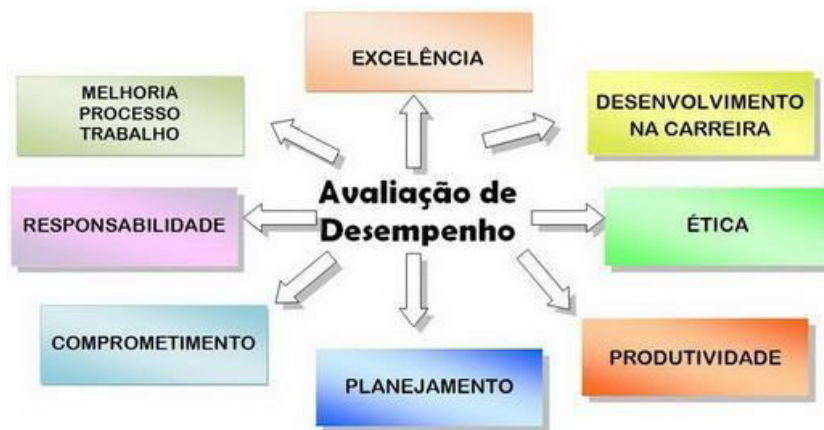 EXCELÊNCIA
MELHORIA
PROCESSO
TRABALHO
DESENVOLVIMENTO
NA CARREIRA
Avaliação de
Desempenho
RESPONSABILIDADE
ÉTICA
COMPROMETIMENTO
PLANEJAMENTO
PRODUTIVIDADE